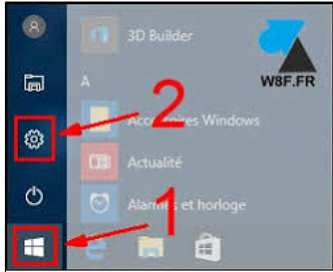 3D Builder
W8F.FR
A
2
Accessoires Windows
Actualité
Alarmes et horloge
1